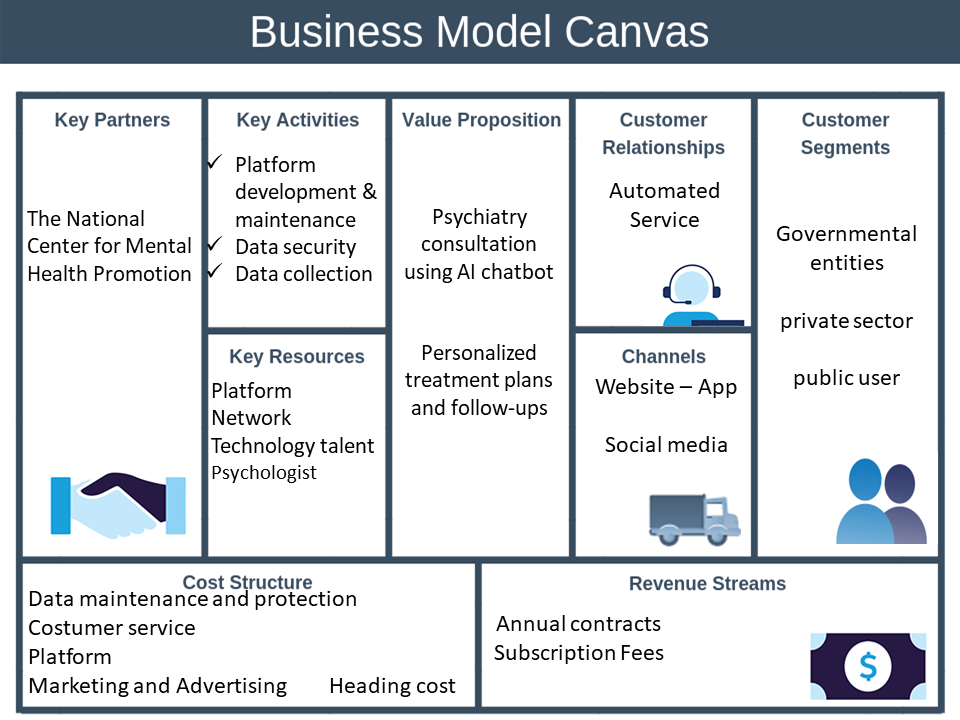 Business Model Canvas
Key Partners
The National
Center for Mental
Health Promotion
Key Activities
✓ Platform
development &
maintenance
✓ Data security
✓ Data collection
Key Resources
Platform
Network
Technology talent
Psychologist
Value Proposition
Psychiatry
consultation
using AI chatbot
Personalized
treatment plans
and follow-ups
Customer
Relationships
Automated
Service
Channels
Website – App
Social media
Customer
Segments
Governmental
entities
private sector
public user
Cost Structure
Data maintenance and protection
Costumer service
Platform
Marketing and Advertising Heading cost
Revenue Streams
Annual contracts
Subscription Fees
$